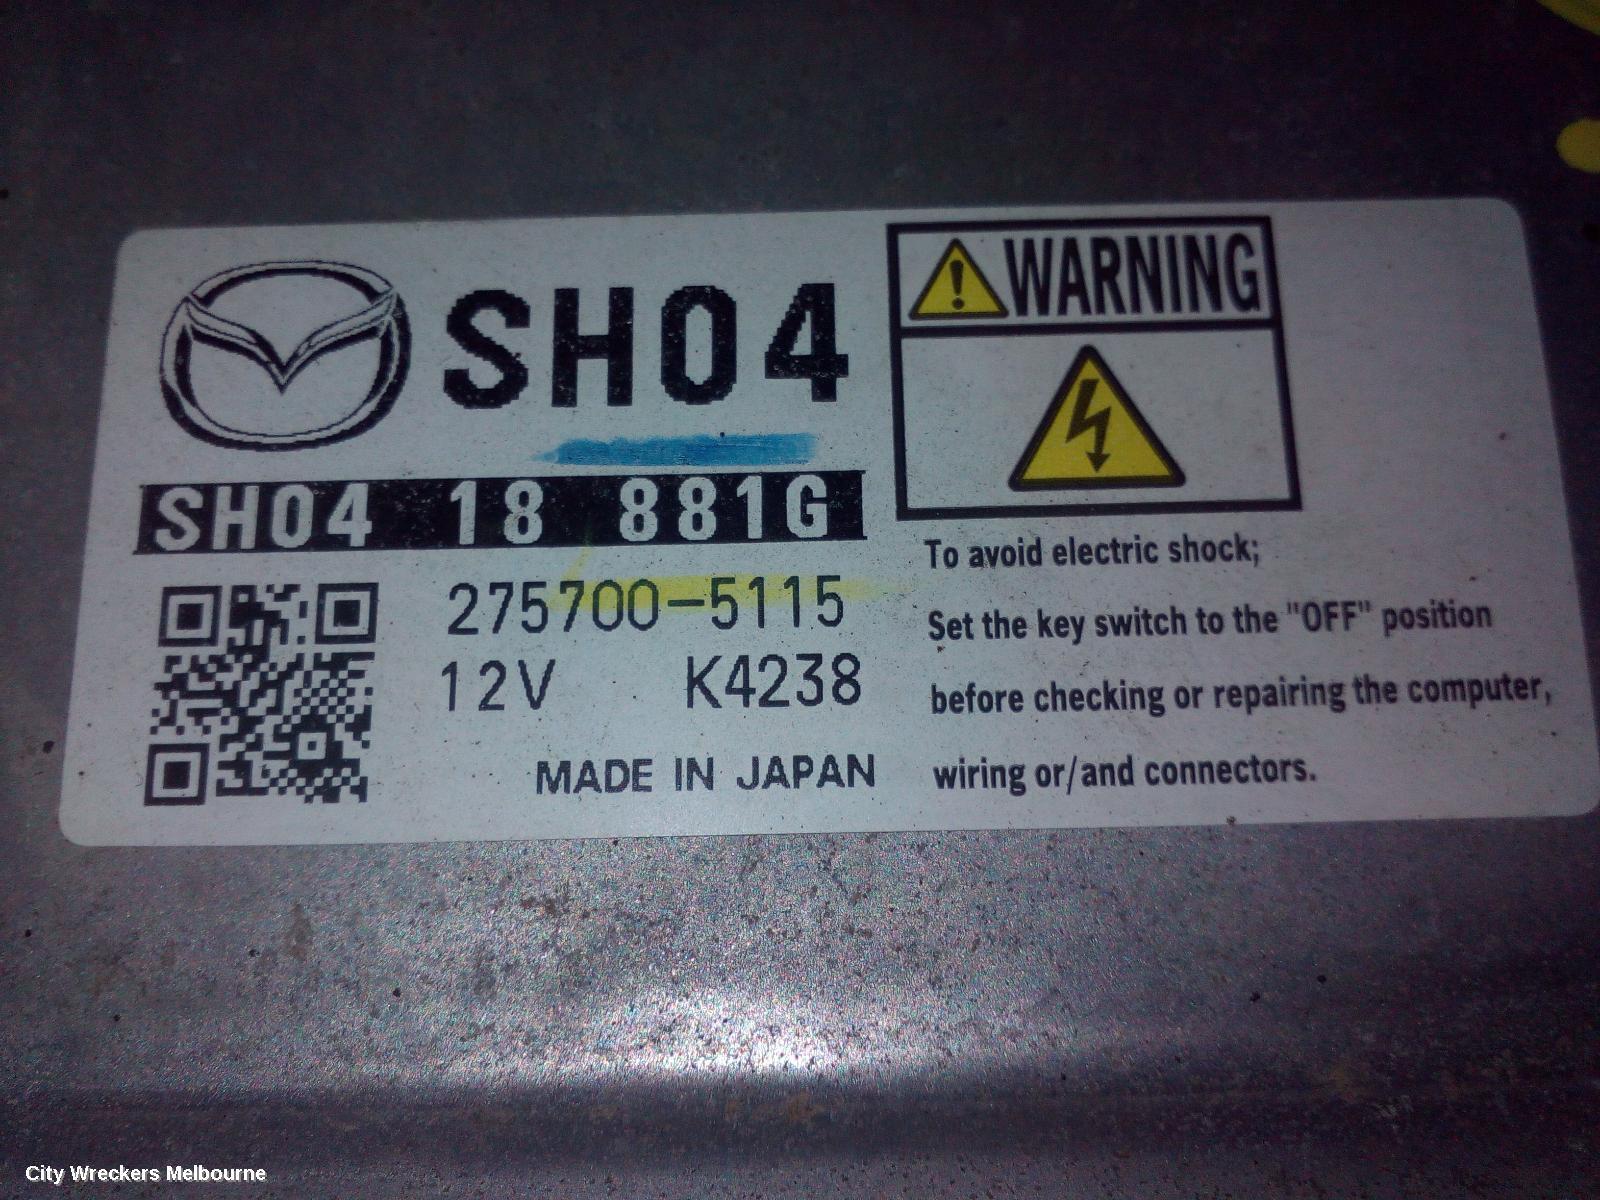 SH04
SH04 18 881G
275700-5115
12V K4238
MADE IN JAPAN
WARNING
To avoid electric shock;
Set the key switch to the "OFF" position
before checking or repairing the computer,
wiring or/and connectors.
City Wreckers Melbourne